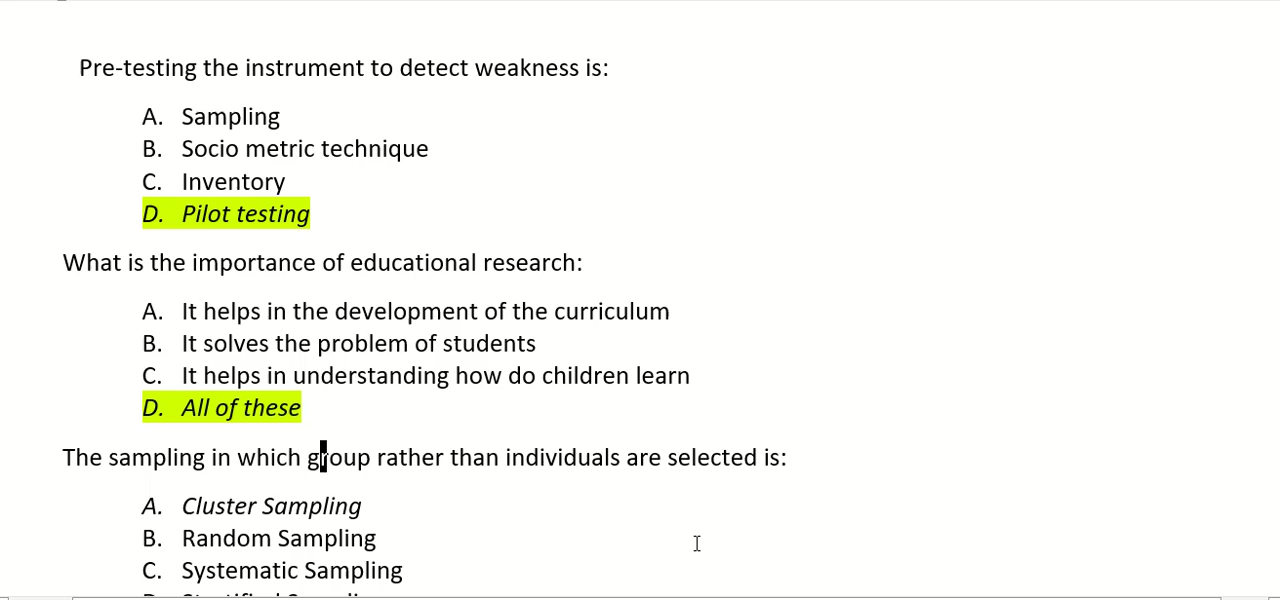 Pre-testing the instrument to detect weakness is:
A. Sampling
B. Socio metric technique
C. Inventory
D. Pilot testing
What is the importance of educational research:
A. It helps in the development of the curriculum
B. It solves the problem of students
C. It helps in understanding how do children learn
D. All of these
The sampling in which group rather than individuals are selected is:
A. Cluster Sampling
B. Random Sampling
C. Systematic Sampling